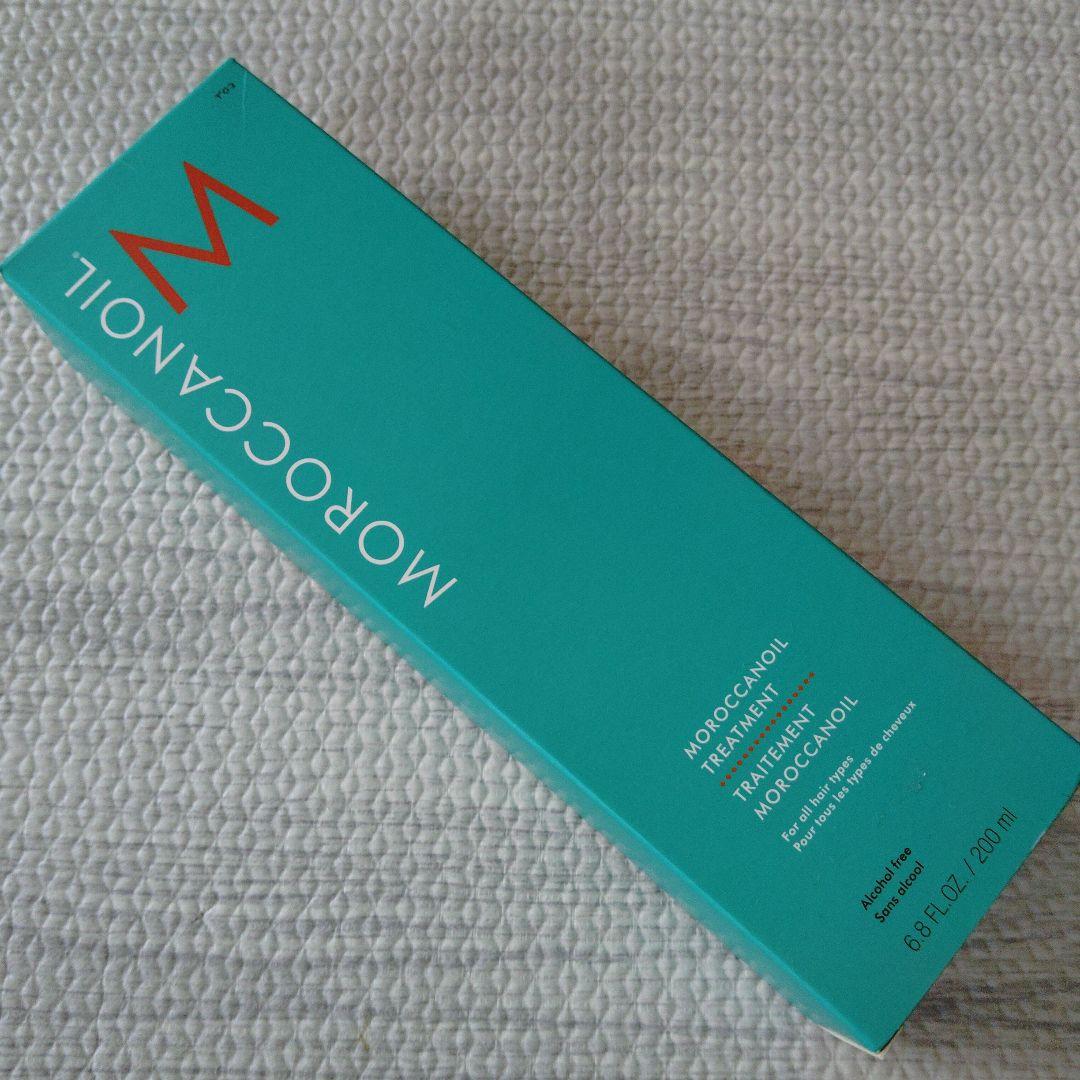 M
MOROCCANOIL®
MOROCCANOIL
TREATMENT
TRAITEMENT
MOROCCANOIL
For all hair types
Pour tous les types de cheveux
Alcohol free
Sans alcool
6.8 FL.OZ. / 200 ml